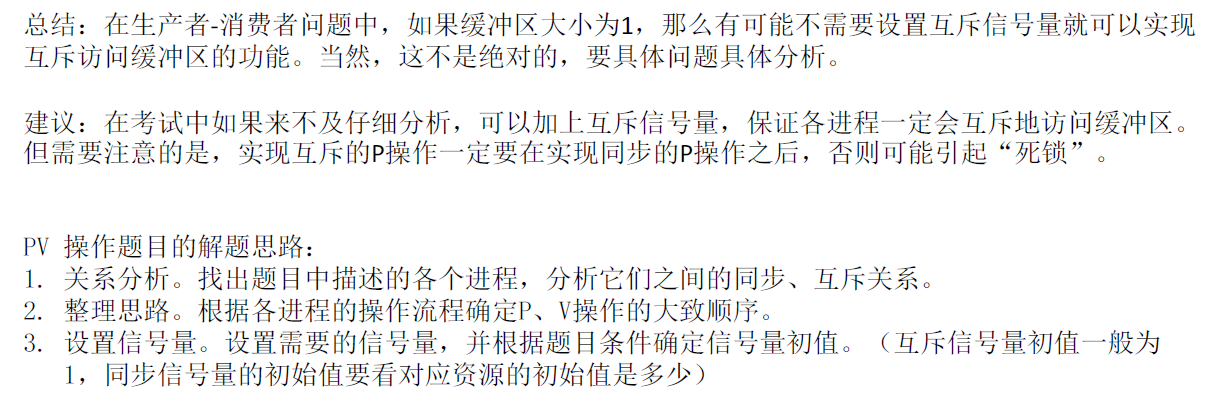 总结：在生产者-消费者问题中，如果缓冲区大小为1，那么有可能不需要设置互斥信号量就可以实现
互斥访问缓冲区的功能。当然，这不是绝对的，要具体问题具体分析。
建议：在考试中如果来不及仔细分析，可以加上互斥信号量，保证各进程一定会互斥地访问缓冲区。
但需要注意的是，实现互斥的P操作一定要在实现同步的P操作之后，否则可能引起“死锁”。
PV 操作题目的解题思路：
1. 关系分析。找出题目中描述的各个进程，分析它们之间的同步、互斥关系。
2. 整理思路。根据各进程的操作流程确定P、V操作的大致顺序。
3. 设置信号量。设置需要的信号量，并根据题目条件确定信号量初值。（互斥信号量初值一般为
1，同步信号量的初始值要看对应资源的初始值是多少）